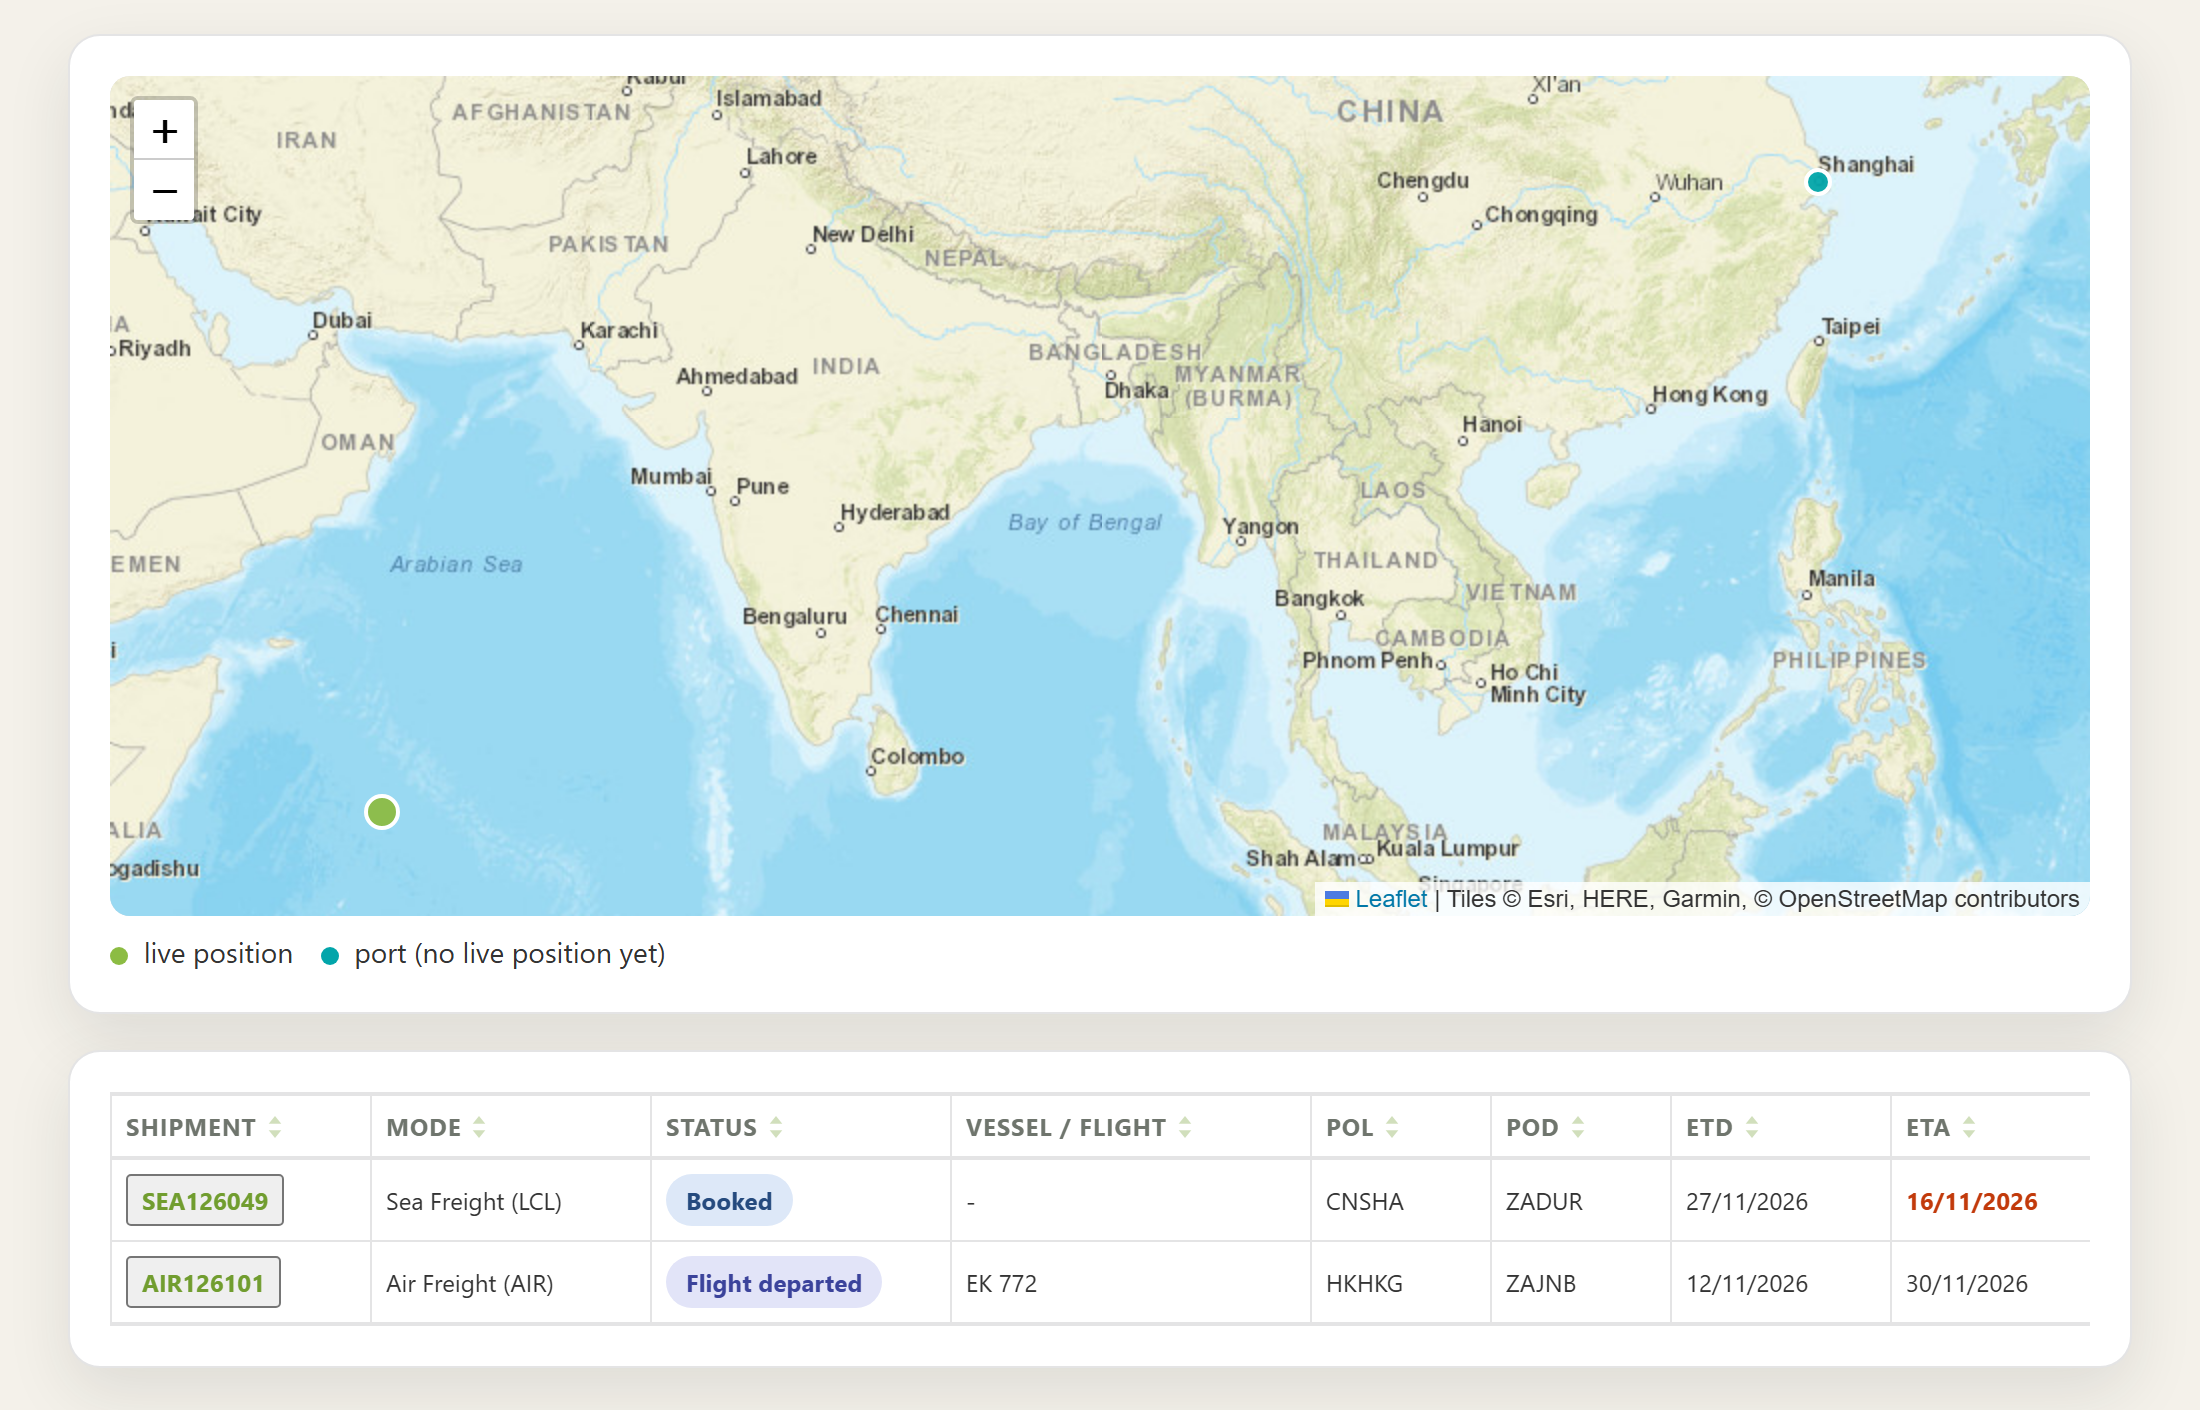 Kabul
Islamabad
AFGHANISTAN
IRAN
CHINA
Xi'an
+
−
Lahore
Shanghai
Chengdu
Wuhan
Chongqing
ait City
New Delhi
PAKISTAN
NEPAL
Dubai
Karachi
Taipei
Riyadh
BANGLADESH
INDIA
Ahmedabad
MYANMAR
(BURMA)
Dhaka
Hong Kong
Hanoi
OMAN
Mumbai
Pune
LAOS
Hyderabad
Bay of Bengal
Yangon
Arabian Sea
EMEN
THAILAND
Manila
VIETNAM
Bangkok
Bengaluru
Chennai
CAMBODIA
Phnom Penh
PHILIPPINES
Ho Chi
Minh City
Colombo
ALIA
MALAYSIA
Kuala Lumpur
Shah Alam
ogadishu
Singapore
Leaflet | Tiles © Esri, HERE, Garmin, © OpenStreetMap contributors
live position port (no live position yet)
SHIPMENT MODE STATUS VESSEL / FLIGHT POL POD ETD ETA
SEA126049 Sea Freight (LCL) Booked - CNSHA ZADUR 27/11/2026 16/11/2026
AIR126101 Air Freight (AIR) Flight departed EK 772 HKHKG ZAJNB 12/11/2026 30/11/2026